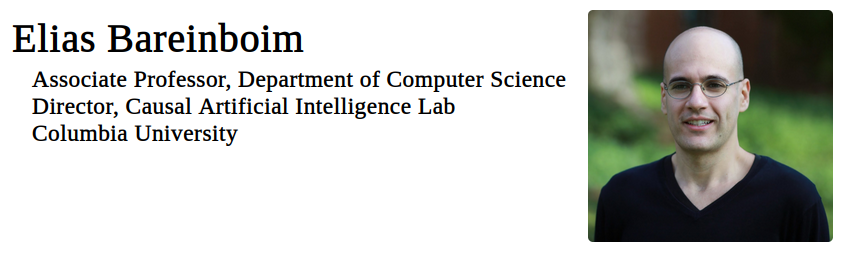 Elias Bareinboim
Associate Professor, Department of Computer Science
Director, Causal Artificial Intelligence Lab
Columbia University